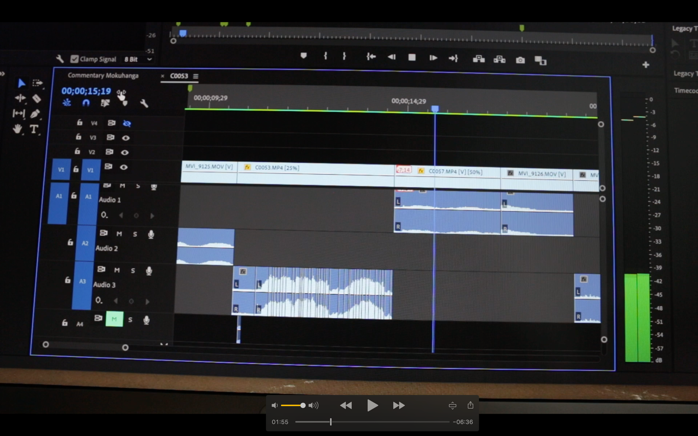 -26
Legacy T
-51
Clamp Signal
8 Bit
Legacy T
Commentary Mokuhanga
× C0053
Timecod
00;00;15;19
00;00;09;29
00;00;14;29
00
V4
V3
V2
V1
V1
MVI_9125.MOV [V]
C0053.MP4 [25%]
C0057.MP4 [V] [50%]
MVI_9126.MOV [V]
MVI
A1
A1
M
S
Audio 1
L
R
A2
M
S
Audio 2
A3
M
S
Audio 3
L
L
R
R
L
R
A4
M
S
0
-3
-6
-9
-12
-15
-18
-21
-24
-27
-30
-33
-36
-39
-42
-45
-48
-51
-54
-57
dB
01:55
-06:36